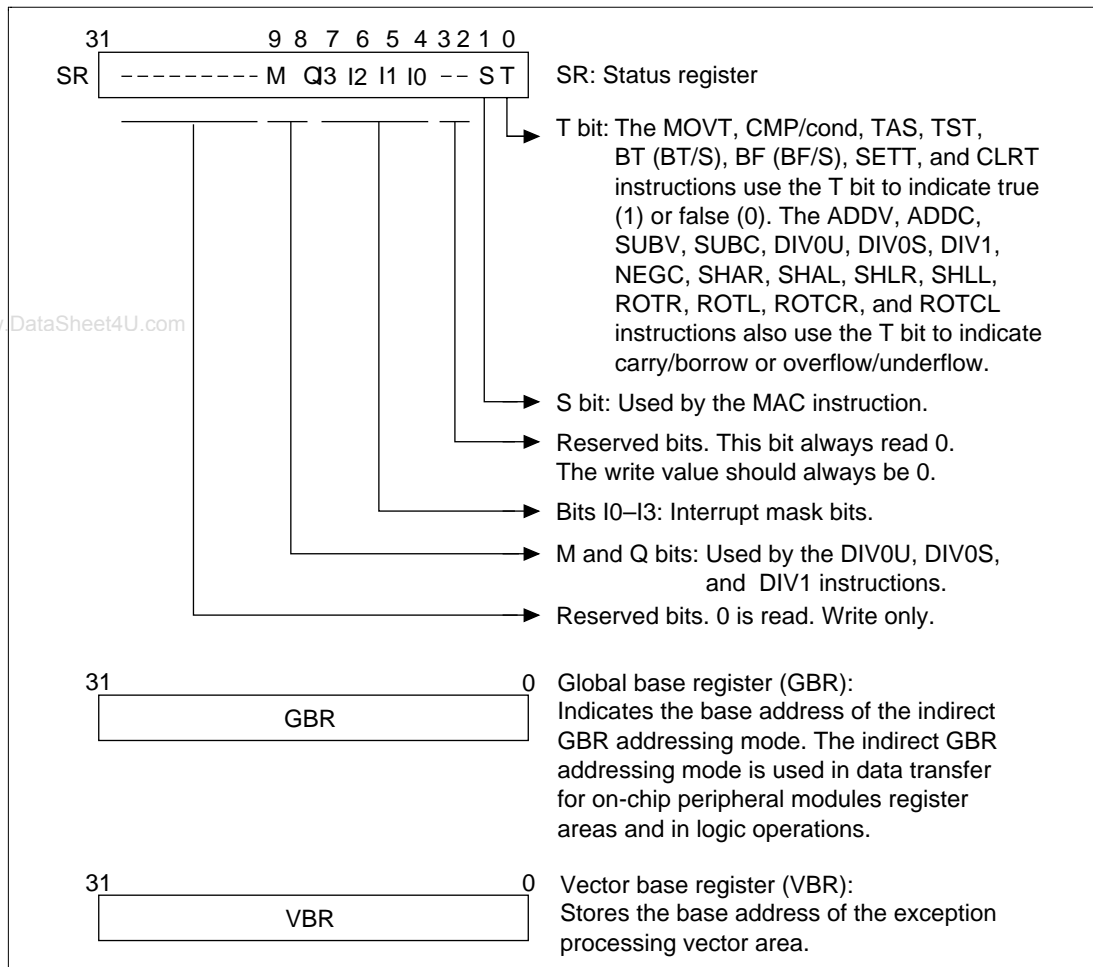 31 9 8 7 6 5 4 3 2 1 0
SR ---------- M Q I3 I2 I1 I0 -- S T
SR: Status register
T bit: The MOVT, CMP/cond, TAS, TST,
BT (BT/S), BF (BF/S), SETT, and CLRT
instructions use the T bit to indicate true
(1) or false (0). The ADDV, ADDC,
SUBV, SUBC, DIV0U, DIV0S, DIV1,
NEGC, SHAR, SHAL, SHLR, SHLL,
ROTR, ROTL, ROTCR, and ROTCL
instructions also use the T bit to indicate
carry/borrow or overflow/underflow.
.DataSheet4U.com
S bit: Used by the MAC instruction.
Reserved bits. This bit always read 0.
The write value should always be 0.
Bits I0–I3: Interrupt mask bits.
M and Q bits: Used by the DIV0U, DIV0S,
and DIV1 instructions.
Reserved bits. 0 is read. Write only.
31 0
GBR
Global base register (GBR):
Indicates the base address of the indirect
GBR addressing mode. The indirect GBR
addressing mode is used in data transfer
for on-chip peripheral modules register
areas and in logic operations.
31 0
VBR
Vector base register (VBR):
Stores the base address of the exception
processing vector area.